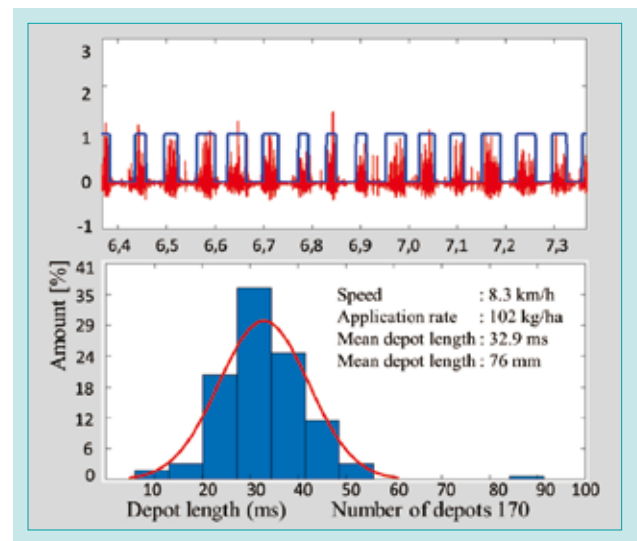 3
2
1
0
-1
6,4 6,5 6,6 6,7 6,8 6,9 7,0 7,1 7,2 7,3
Amount [%]
41
35
29
24
18
12
6
0
Speed : 8.3 km/h
Application rate : 102 kg/ha
Mean depot length : 32.9 ms
Mean depot length : 76 mm
10 20 30 40 50 60 70 80 90 100
Depot length (ms) Number of depots 170